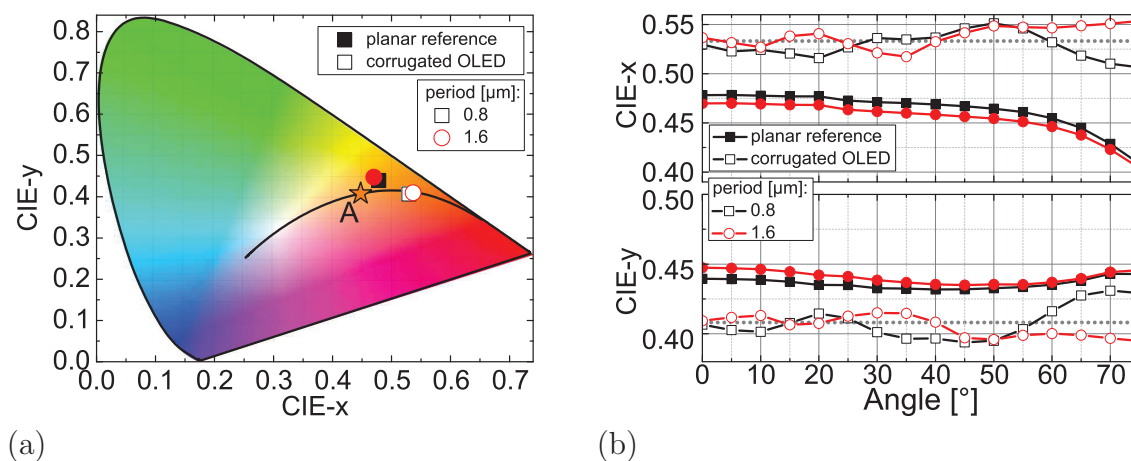 0.8
0.7
0.6
0.5
0.4
0.3
0.2
0.1
0.0
CIE-y
0.0 0.1 0.2 0.3 0.4 0.5 0.6 0.7
CIE-x
planar reference
corrugated OLED
period [µm]:
0.8
1.6
A
(a)
0.55
0.50
0.45
0.40
CIE-x
planar reference
corrugated OLED
period [µm]:
0.8
1.6
0.50
0.45
0.40
CIE-y
0 10 20 30 40 50 60 70
Angle [°]
(b)